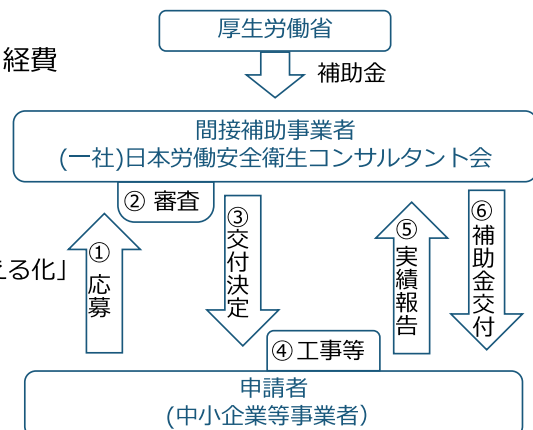 厚生労働省
経費
補助金
間接補助事業者
(一社)日本労働安全衛生コンサルタント会
② 審査
①応募
える化」
③交付決定
⑤実績報告
⑥補助金交付
④工事等
申請者
(中小企業等事業者）